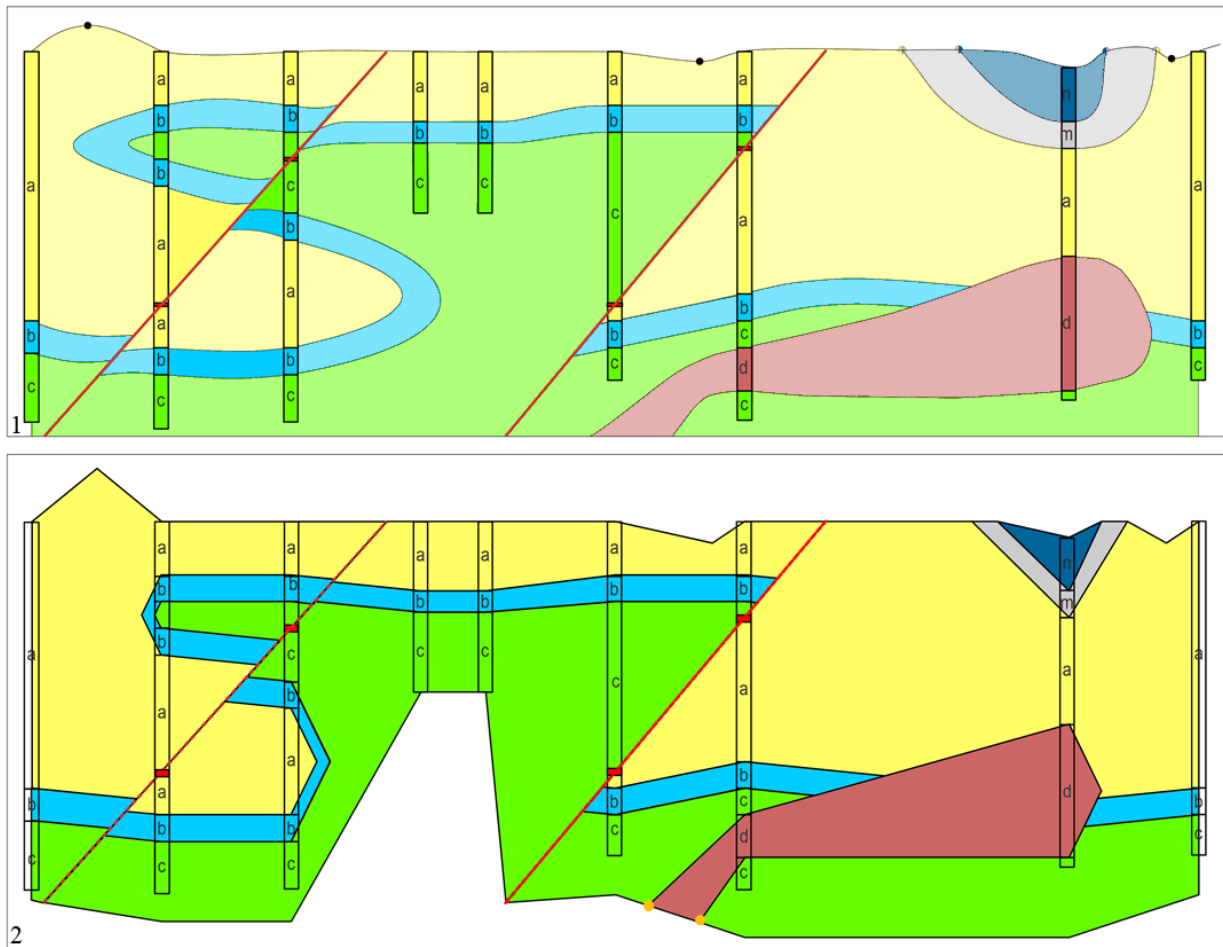 a a a a a a a
b b b b b n
b m
a c c c c a a
b a a
a b b b
b c d
b b c b
c d
c c c
1
a a a a a a
b b b b b b n
b m
a c c c c a a
b a a
a b b
b a c d b
b b c c
c d
c c c
2